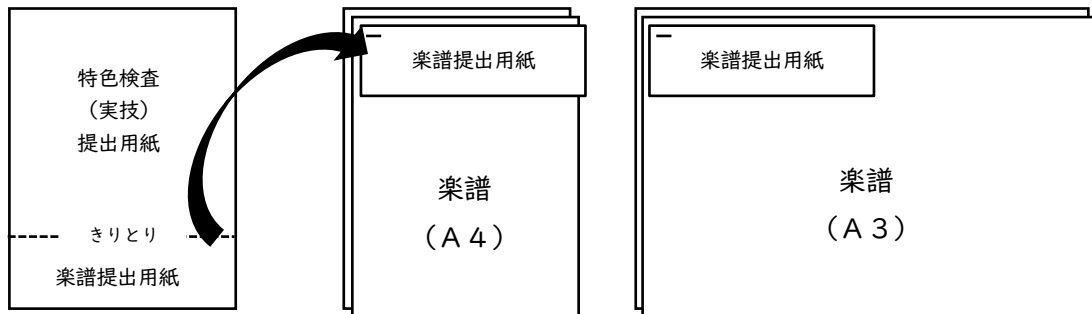 特色検査
（実技）
提出用紙
きりとり
楽譜提出用紙
楽譜提出用紙
楽譜
（Ａ４）
楽譜提出用紙
楽譜
（Ａ３）